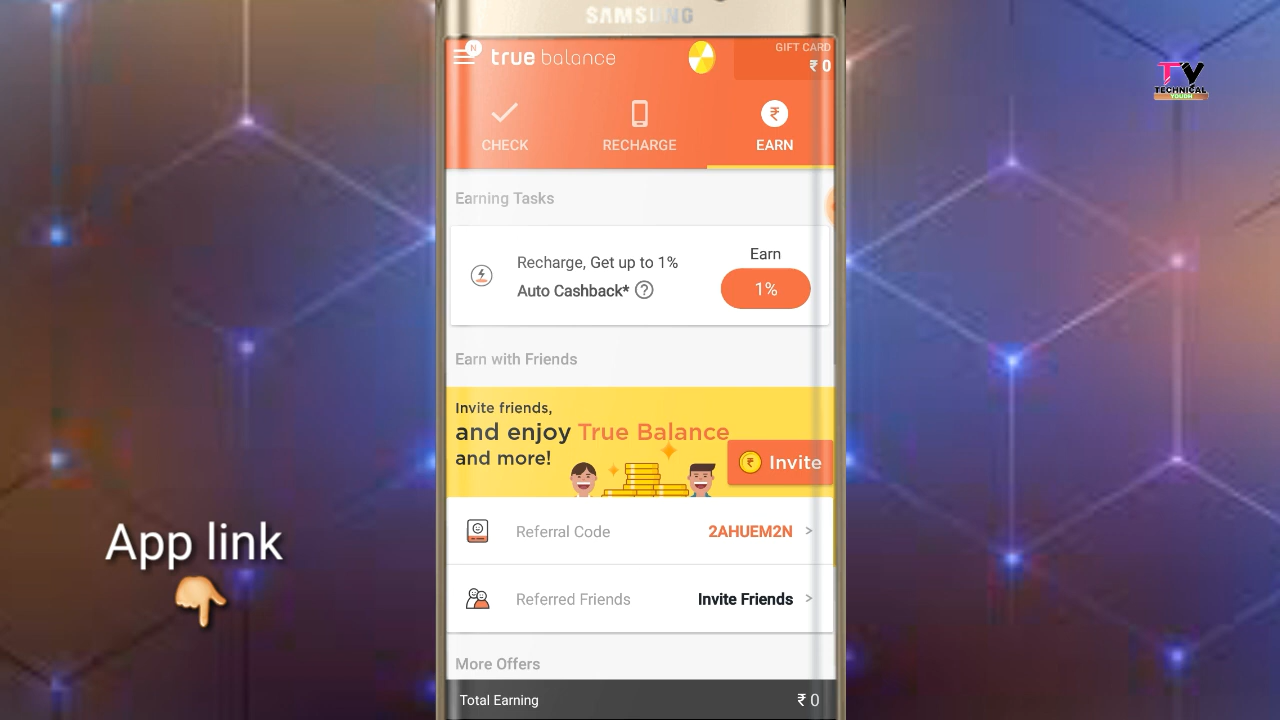 SAMSUNG
N
true balance
GIFT CARD
₹ 0
CHECK
RECHARGE
₹
EARN
Earning Tasks
Recharge, Get up to 1%
Auto Cashback* ?
Earn
1%
Earn with Friends
Invite friends,
and enjoy True Balance
and more!
₹ Invite
Referral Code
2AHUEM2N >
Referred Friends
Invite Friends >
More Offers
Total Earning
₹ 0
App link
TY
TECHNICAL